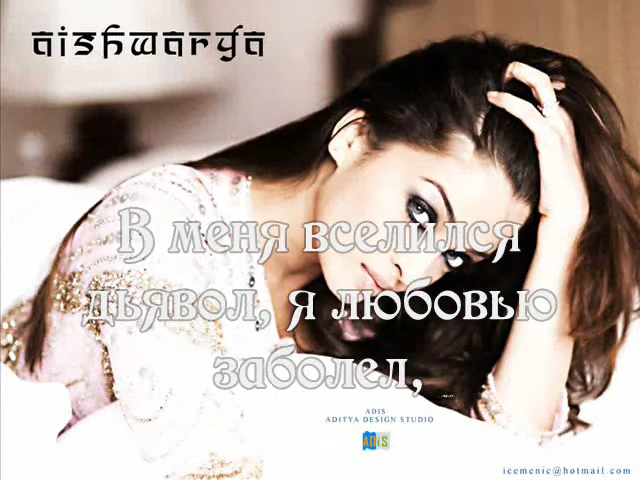 aishwarya
В меня вселился
дьявол, я любовью
заболел,
ADIS
ADITYA DESIGN STUDIO
ADiS
icemenic@hotmail.com